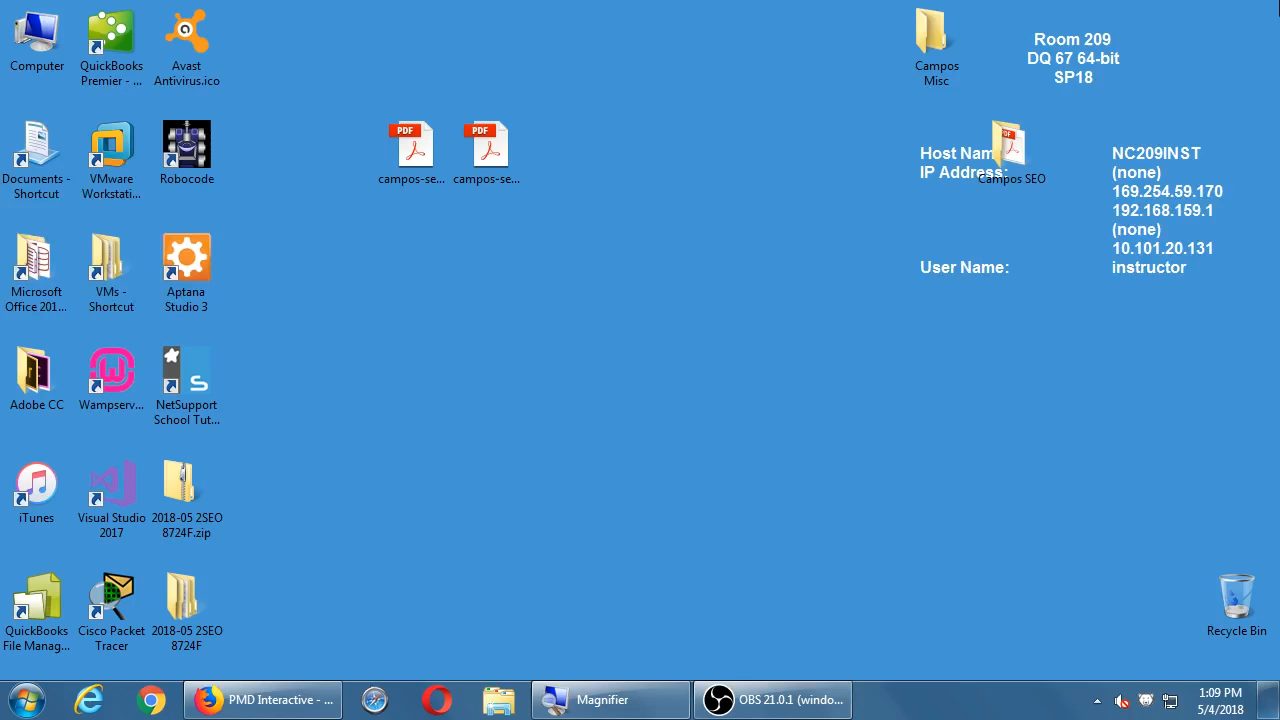 Computer
QuickBooks
Premier - ...
Avast
Antivirus.ico
Campos
Misc
Room 209
DQ 67 64-bit
SP18
Documents -
Shortcut
VMware
Workstati...
Robocode
PDF
campos-se...
PDF
campos-se...
PDF
Campos SEO
Host Nam
NC209INST
IP Address:
(none)
169.254.59.170
192.168.159.1
(none)
10.101.20.131
User Name:
instructor
Microsoft
Office 201...
VMs -
Shortcut
Aptana
Studio 3
Adobe CC
Wampserv...
NetSupport
School Tut...
iTunes
Visual Studio
2017
2018-05 2SEO
8724F.zip
QuickBooks
File Manag...
Cisco Packet
Tracer
2018-05 2SEO
8724F
Recycle Bin
PMD Interactive - ...
Magnifier
OBS 21.0.1 (windo...
1:09 PM
5/4/2018